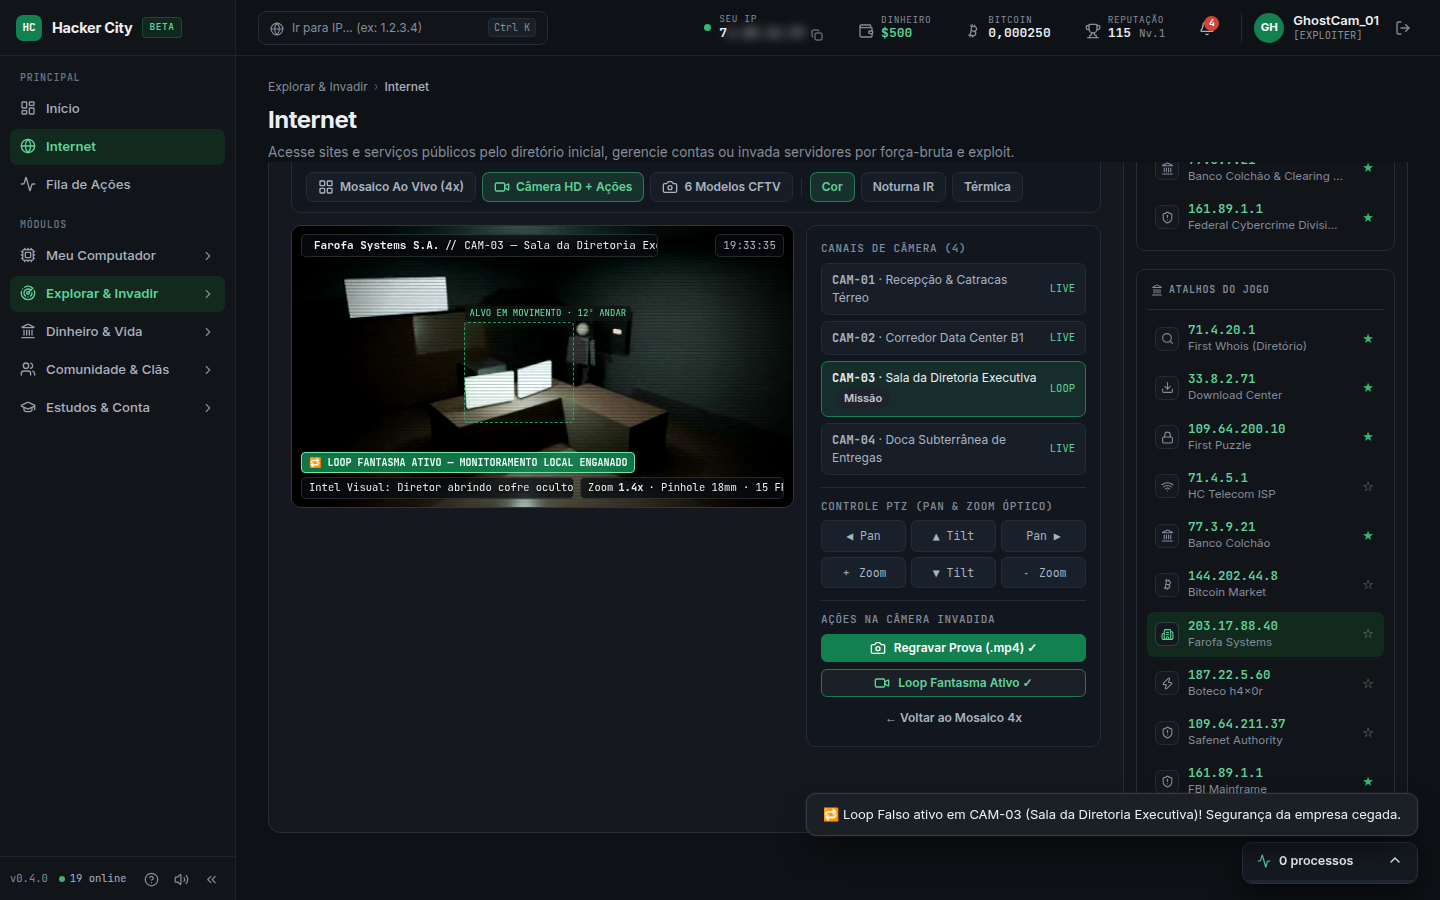 HC Hacker City BETA
Ir para IP... (ex: 1.2.3.4) Ctrl K
SEU IP
7
DINHEIRO
$500
BITCOIN
0,000250
REPUTAÇÃO
115 Nv.1
4
GH
GhostCam_01
[EXPLOITER]
PRINCIPAL
Início
Internet
Fila de Ações
MÓDULOS
Meu Computador
Explorar & Invadir
Dinheiro & Vida
Comunidade & Clãs
Estudos & Conta
v0.4.0 19 online
Explorar & Invadir › Internet
Internet
Acesse sites e serviços públicos pelo diretório inicial, gerencie contas ou invada servidores por força-bruta e exploit.
Mosaico Ao Vivo (4x)
Câmera HD + Ações
6 Modelos CFTV
Cor
Noturna IR
Térmica
Farofa Systems S.A. // CAM-03 — Sala da Diretoria Ex
19:33:35
ALVO EM MOVIMENTO · 12° ANDAR
🔁 LOOP FANTASMA ATIVO — MONITORAMENTO LOCAL ENGANADO
Intel Visual: Diretor abrindo cofre oculto
Zoom 1.4x · Pinhole 18mm · 15
CANAIS DE CÂMERA (4)
CAM-01 · Recepção & Catracas
Térreo
LIVE
CAM-02 · Corredor Data Center B1
LIVE
CAM-03 · Sala da Diretoria Executiva
Missão
LOOP
CAM-04 · Doca Subterrânea de
Entregas
LIVE
CONTROLE PTZ (PAN & ZOOM ÓPTICO)
◀ Pan
▲ Tilt
Pan ▶
+ Zoom
▼ Tilt
- Zoom
AÇÕES NA CÂMERA INVADIDA
Regravar Prova (.mp4) ✓
Loop Fantasma Ativo ✓
← Voltar ao Mosaico 4x
77.3.9.21
Banco Colchão & Clearing ...
★
161.89.1.1
Federal Cybercrime Divisi...
★
ATALHOS DO JOGO
71.4.20.1
First Whois (Diretório)
★
33.8.2.71
Download Center
★
109.64.200.10
First Puzzle
★
71.4.5.1
HC Telecom ISP
☆
77.3.9.21
Banco Colchão
★
144.202.44.8
Bitcoin Market
☆
203.17.88.40
Farofa Systems
☆
187.22.5.60
Boteco h4×0r
☆
109.64.211.37
Safenet Authority
☆
161.89.1.1
FBI Mainframe
★
🔁 Loop Falso ativo em CAM-03 (Sala da Diretoria Executiva)! Segurança da empresa cegada.
0 processos